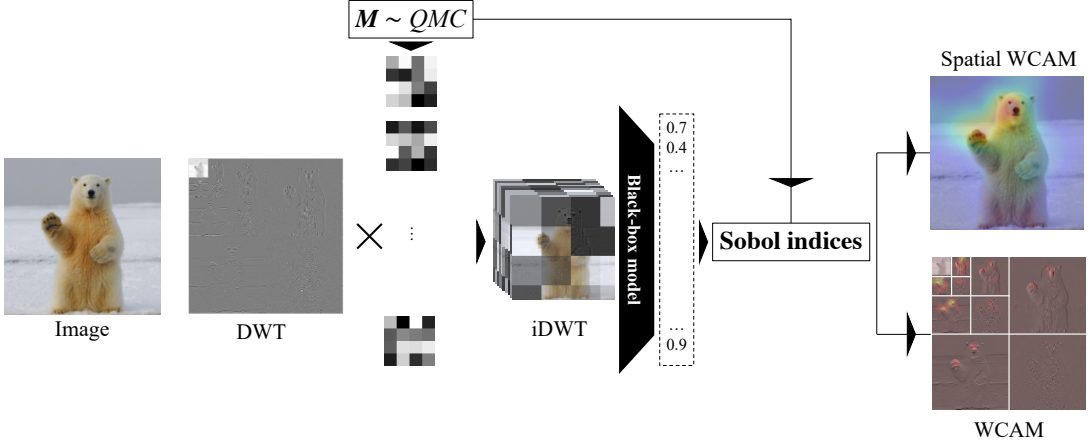 M ~ QMC
Spatial WCAM
0.7
0.4
...
Black-box model
⋮
Sobol indices
...
0.9
Image
DWT
iDWT
WCAM